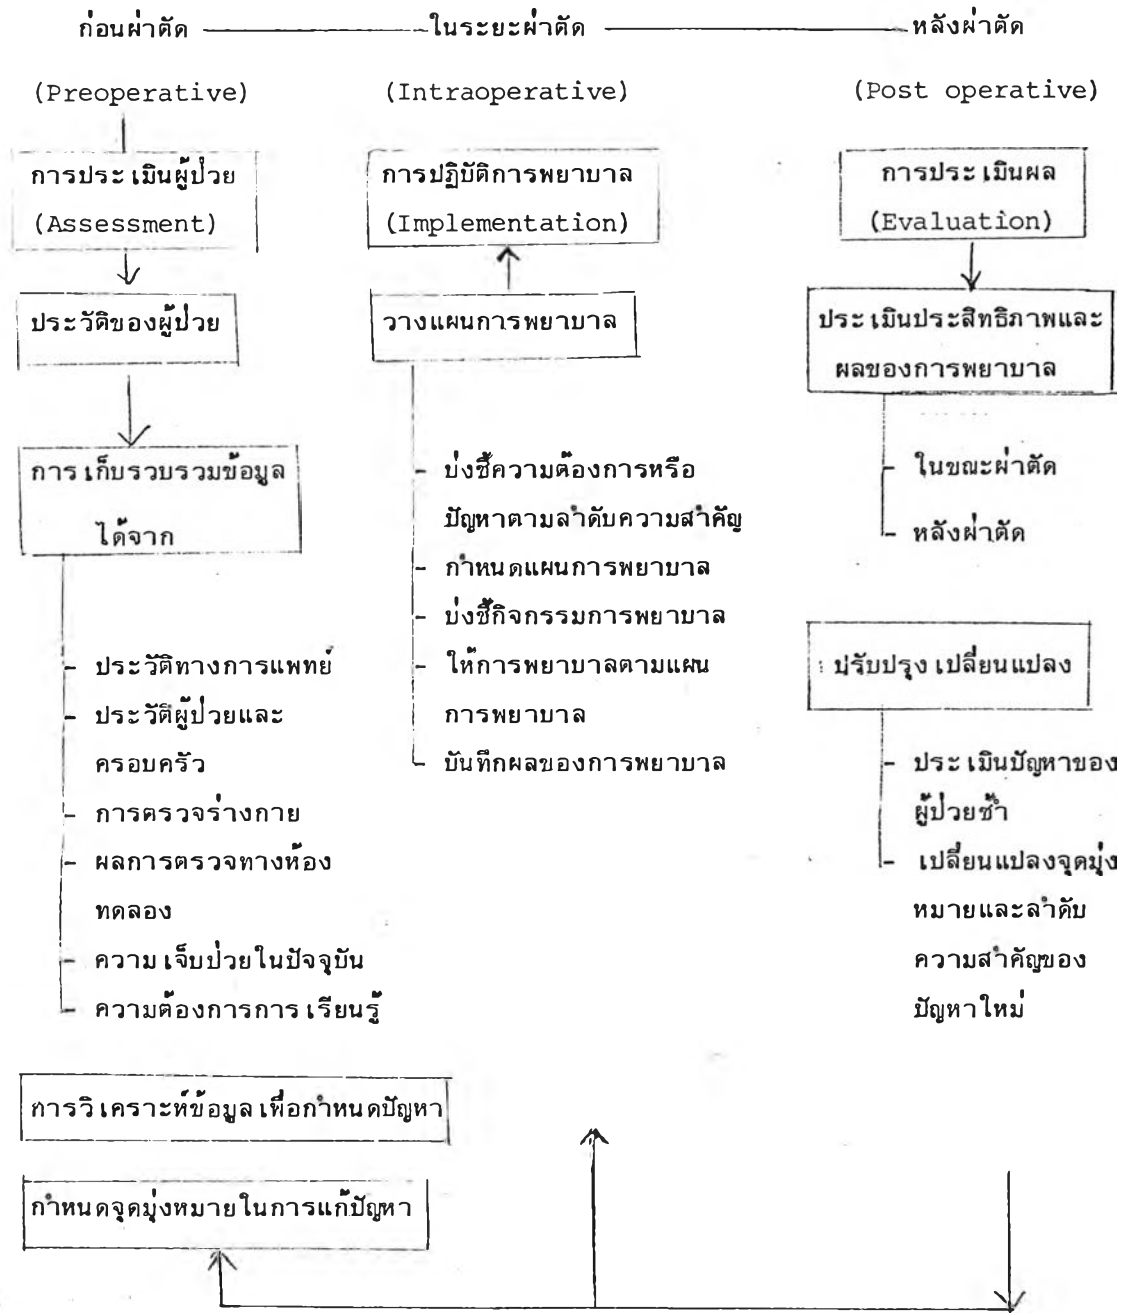 ก่อนผ่าตัด ในระยะผ่าตัด หลังผ่าตัด
(Preoperative) (Intraoperative) (Post operative)
การประเมินผู้ป่วย
(Assessment)
ประวัติของผู้ป่วย
การเก็บรวบรวมข้อมูล
ได้จาก
- ประวัติทางการแพทย์
- ประวัติผู้ป่วยและ
ครอบครัว
- การตรวจร่างกาย
- ผลการตรวจทางห้อง
ทดลอง
- ความเจ็บป่วยในปัจจุบัน
- ความต้องการการเรียนรู้
การวิเคราะห์ข้อมูลเพื่อกำหนดปัญหา
กำหนดจุดมุ่งหมายในการแก้ปัญหา
การปฏิบัติการพยาบาล
(Implementation)
วางแผนการพยาบาล
- บ่งชี้ความต้องการหรือ
ปัญหาตามลำดับความสำคัญ
- กำหนดแผนการพยาบาล
- บ่งชี้กิจกรรมการพยาบาล
- ให้การพยาบาลตามแผน
การพยาบาล
- บันทึกผลของการพยาบาล
การประเมินผล
(Evaluation)
ประเมินประสิทธิภาพและ
ผลของการพยาบาล
- ในขณะผ่าตัด
- หลังผ่าตัด
ปรับปรุงเปลี่ยนแปลง
- ประเมินปัญหาของ
ผู้ป่วยซ้ำ
- เปลี่ยนแปลงจุดมุ่ง
หมายและลำดับ
ความสำคัญของ
ปัญหาใหม่